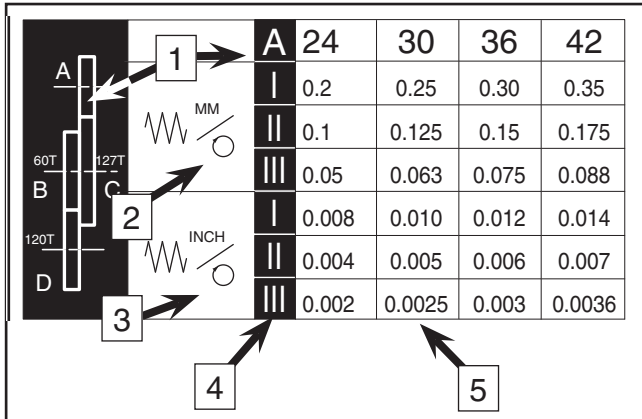 1
A 24 30 36 42
A
I 0.2 0.25 0.30 0.35
MM
II 0.1 0.125 0.15 0.175
60T 127T
III 0.05 0.063 0.075 0.088
B C
2
I 0.008 0.010 0.012 0.014
120T
INCH
II 0.004 0.005 0.006 0.007
D
III 0.002 0.0025 0.003 0.0036
3
4 5